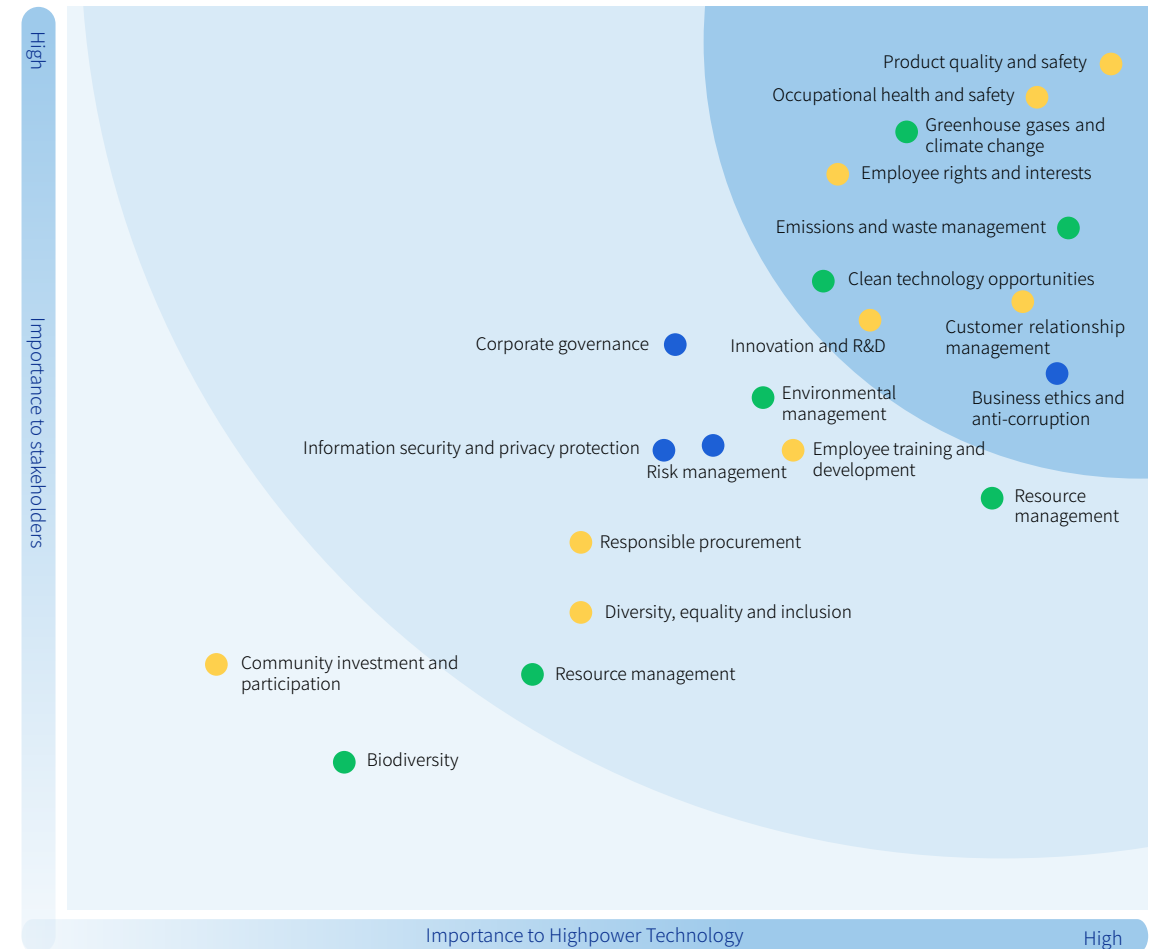 High
Importance to stakeholders
Product quality and safety
Occupational health and safety
Greenhouse gases and
climate change
Employee rights and interests
Emissions and waste management
Clean technology opportunities
Customer relationship
management
Innovation and R&D
Corporate governance
Environmental
management
Business ethics and
anti-corruption
Information security and privacy protection
Risk management
Employee training and
development
Resource
management
Responsible procurement
Diversity, equality and inclusion
Community investment and
participation
Resource management
Biodiversity
Importance to Highpower Technology
High